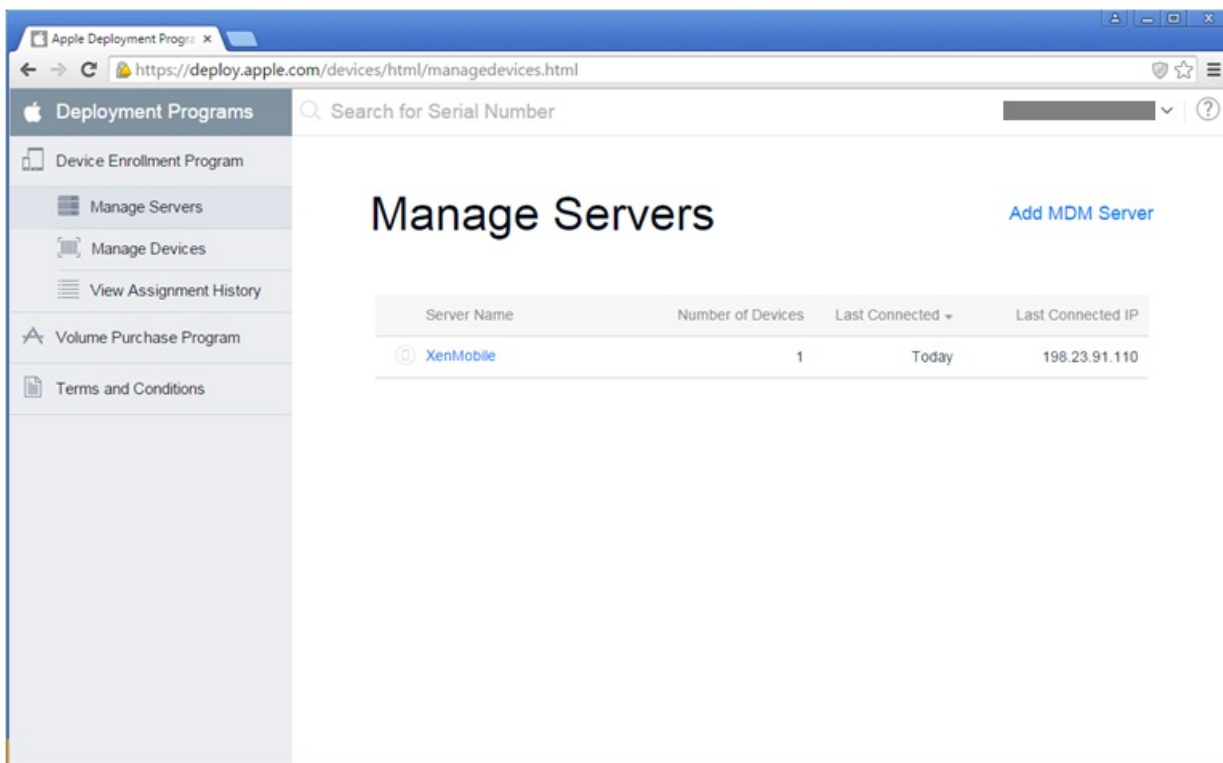 Apple Deployment Progra
https://deploy.apple.com/devices/html/managedevices.html
Deployment Programs
Search for Serial Number
Device Enrollment Program
Manage Servers
Manage Devices
View Assignment History
Volume Purchase Program
Terms and Conditions
Manage Servers
Add MDM Server
Server Name Number of Devices Last Connected Last Connected IP
XenMobile 1 Today 198.23.91.110